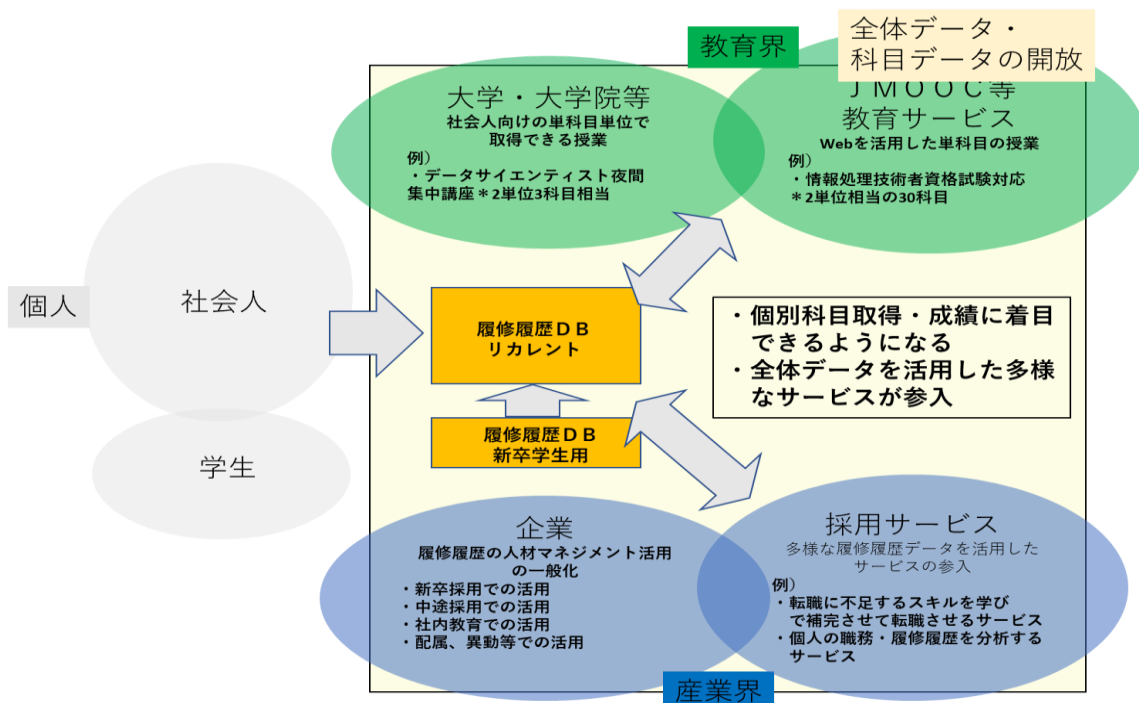 教育界
全体データ・
科目データの開放
大学・大学院等
社会人向けの単科目単位で
取得できる授業
例）
・データサイエンティスト夜間
集中講座＊2単位3科目相当
ＪＭＯＯＣ等
教育サービス
Webを活用した単科目の授業
例）
・情報処理技術者資格試験対応
＊2単位相当の30科目
個人
社会人
学生
履修履歴ＤＢ
リカレント
履修履歴ＤＢ
新卒学生用
・個別科目取得・成績に着目
できるようになる
・全体データを活用した多様
なサービスが参入
企業
履修履歴の人材マネジメント活用
の一般化
・新卒採用での活用
・中途採用での活用
・社内教育での活用
・配属、異動等での活用
採用サービス
多様な履修履歴データを活用した
サービスの参入
例）
・転職に不足するスキルを学び
で補完させて転職させるサービス
・個人の職務・履修履歴を分析する
サービス
産業界